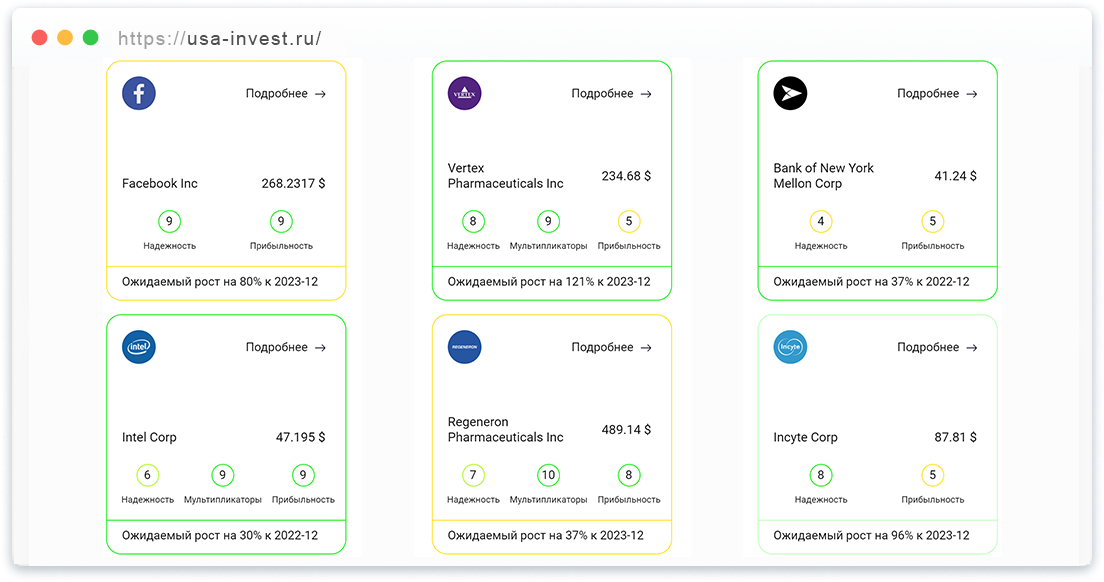 https://usa-invest.ru/
Подробнее →
Facebook Inc
268.2317 $
9
9
Надежность
Прибыльность
Ожидаемый рост на 80% к 2023-12
VERTEX
Подробнее →
Vertex
Pharmaceuticals Inc
234.68 $
8
9
5
Надежность
Мультипликаторы
Прибыльность
Ожидаемый рост на 121% к 2023-12
Подробнее →
Bank of New York
Mellon Corp
41.24 $
4
5
Надежность
Прибыльность
Ожидаемый рост на 37% к 2022-12
intel
Подробнее →
Intel Corp
47.195 $
6
9
9
Надежность
Мультипликаторы
Прибыльность
Ожидаемый рост на 30% к 2022-12
REGENERON
Подробнее →
Regeneron
Pharmaceuticals Inc
489.14 $
7
10
8
Надежность
Мультипликаторы
Прибыльность
Ожидаемый рост на 37% к 2023-12
Incyte
Подробнее →
Incyte Corp
87.81 $
8
5
Надежность
Прибыльность
Ожидаемый рост на 96% к 2023-12